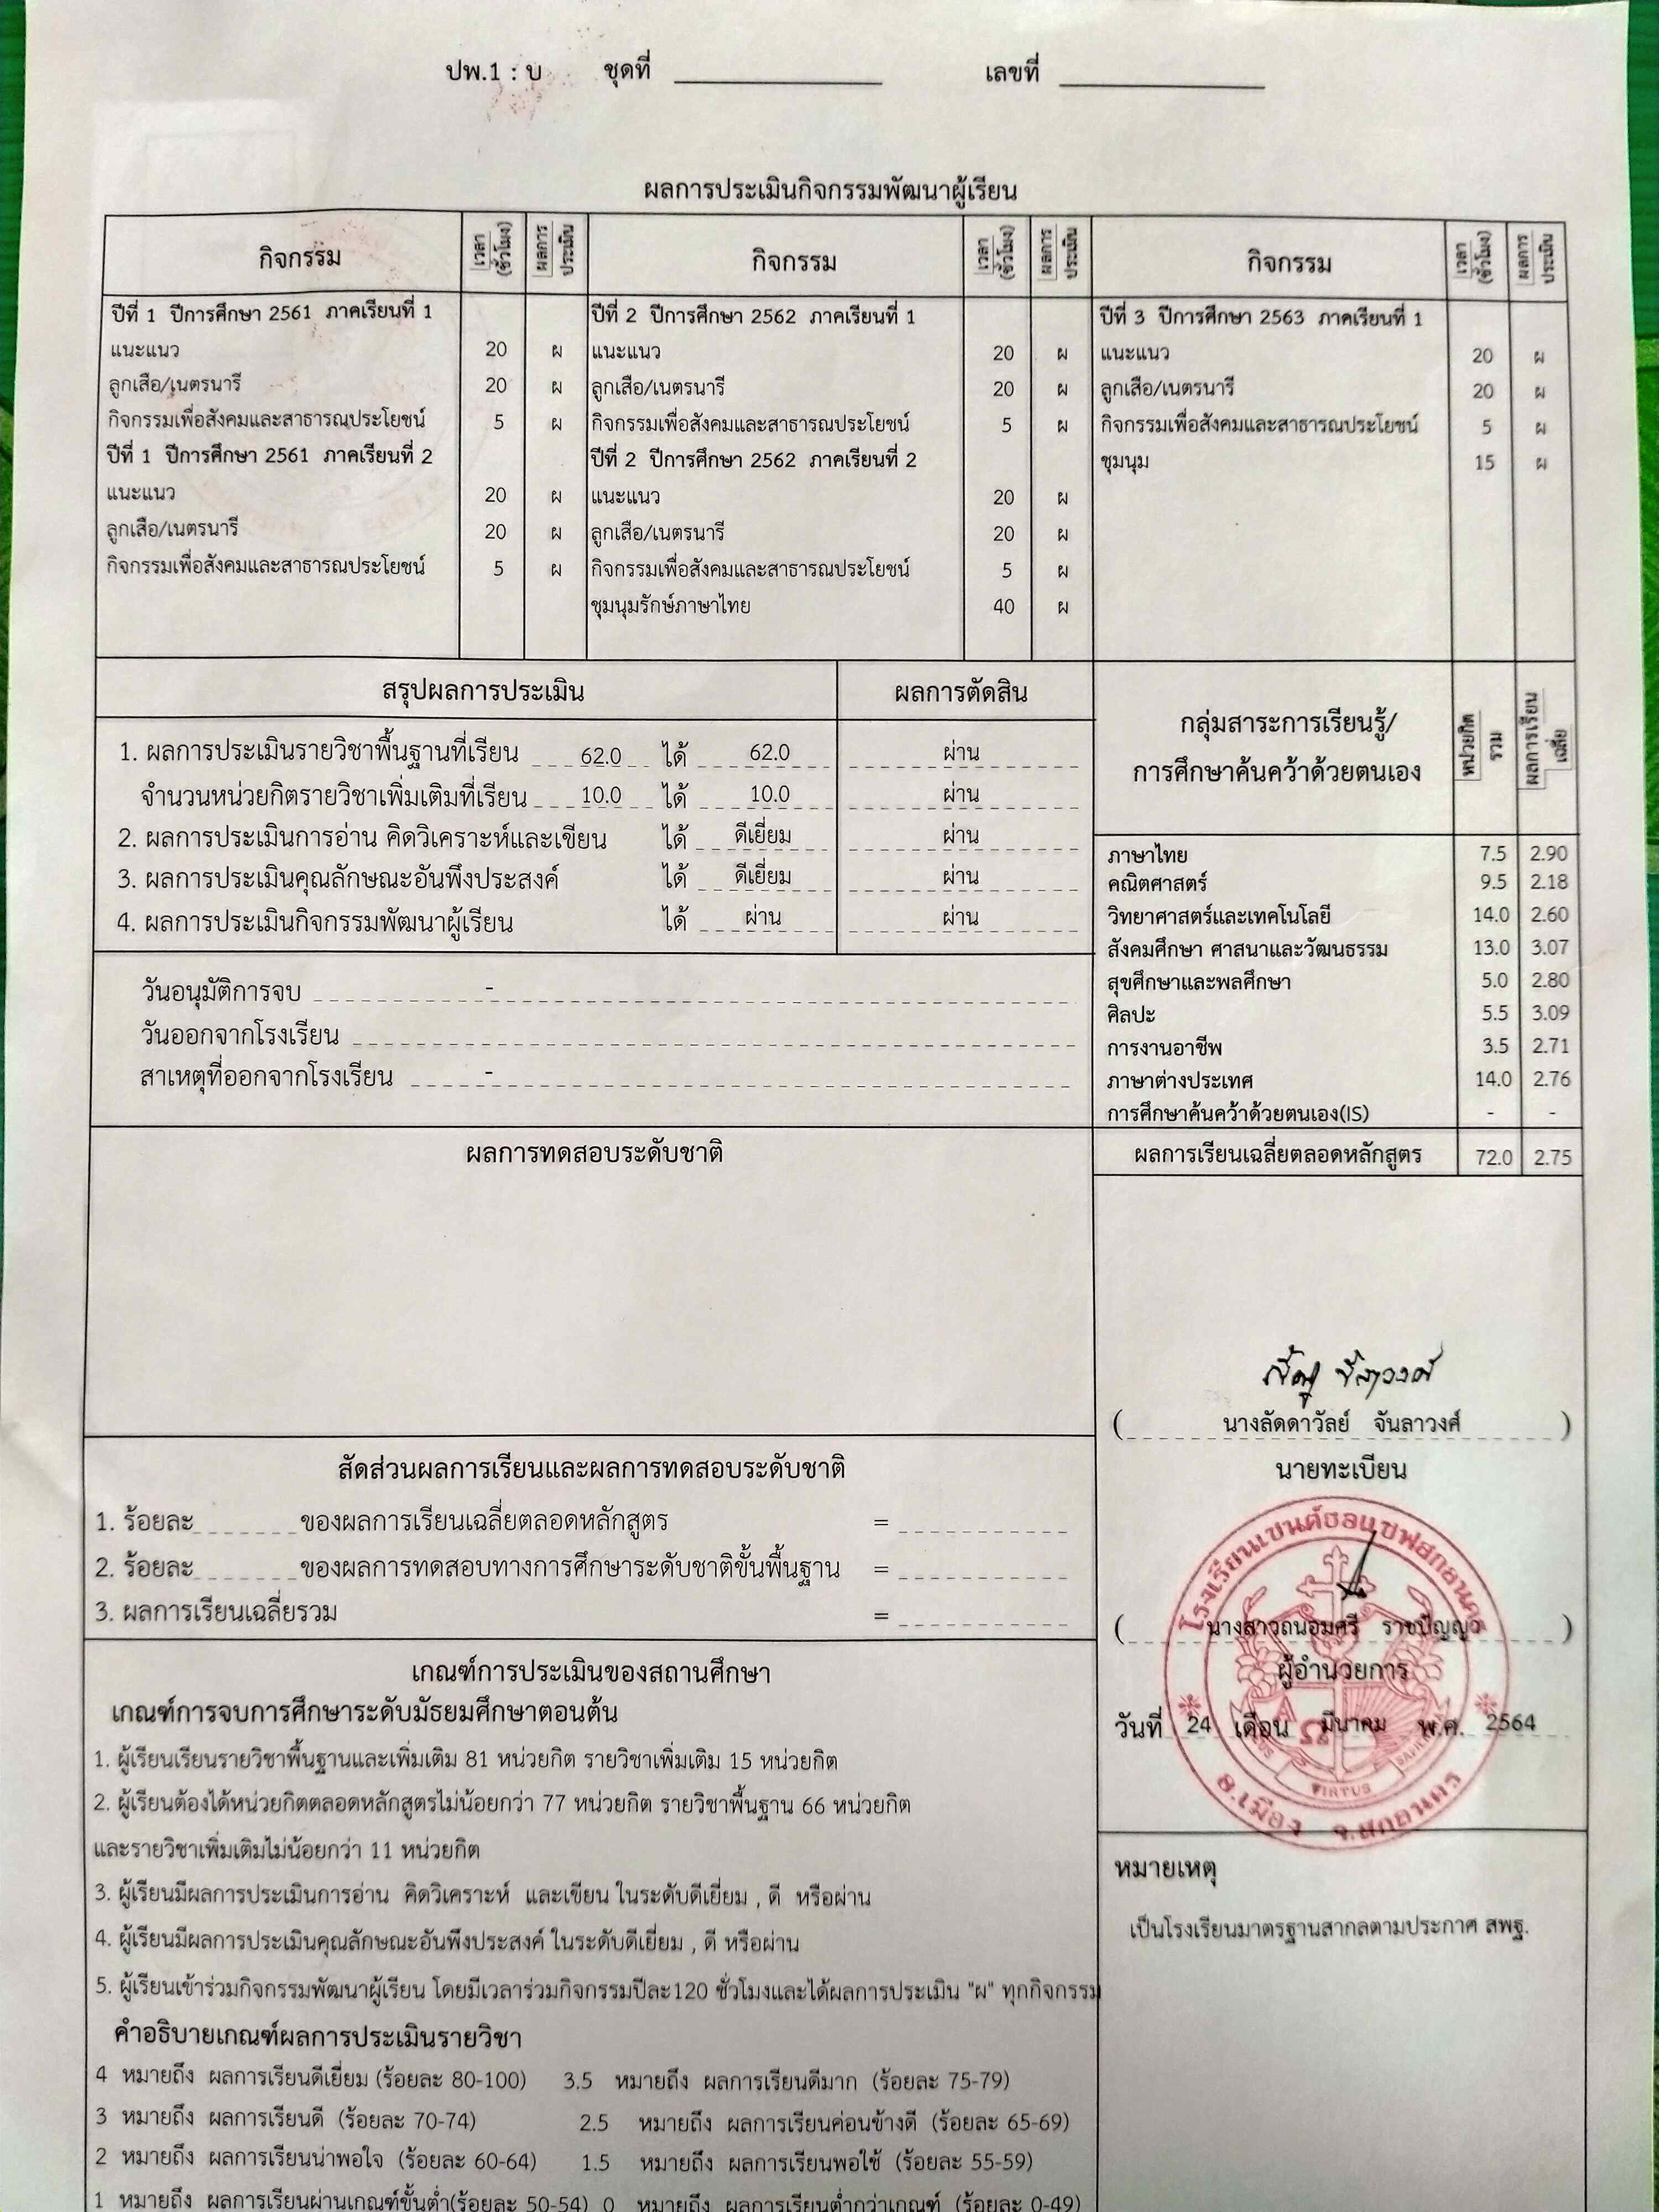 ปพ.1 : บ ชุดที่ เลขที่
ผลการประเมินกิจกรรมพัฒนาผู้เรียน
กิจกรรม เวลา (ชั่วโมง) ผลการประเมิน กิจกรรม เวลา (ชั่วโมง) ผลการประเมิน กิจกรรม เวลา (ชั่วโมง) ผลการประเมิน
ปีที่ 1 ปีการศึกษา 2561 ภาคเรียนที่ 1
แนะแนว 20 ผ
ลูกเสือ/เนตรนารี 20 ผ
กิจกรรมเพื่อสังคมและสาธารณประโยชน์ 5 ผ
ปีที่ 1 ปีการศึกษา 2561 ภาคเรียนที่ 2
แนะแนว 20 ผ
ลูกเสือ/เนตรนารี 20 ผ
กิจกรรมเพื่อสังคมและสาธารณประโยชน์ 5 ผ
ปีที่ 2 ปีการศึกษา 2562 ภาคเรียนที่ 1
แนะแนว 20 ผ
ลูกเสือ/เนตรนารี 20 ผ
กิจกรรมเพื่อสังคมและสาธารณประโยชน์ 5 ผ
ปีที่ 2 ปีการศึกษา 2562 ภาคเรียนที่ 2
แนะแนว 20 ผ
ลูกเสือ/เนตรนารี 20 ผ
กิจกรรมเพื่อสังคมและสาธารณประโยชน์ 5 ผ
ชุมนุมรักษ์ภาษาไทย 40 ผ
ปีที่ 3 ปีการศึกษา 2563 ภาคเรียนที่ 1
แนะแนว 20 ผ
ลูกเสือ/เนตรนารี 20 ผ
กิจกรรมเพื่อสังคมและสาธารณประโยชน์ 5 ผ
ชุมนุม 15 ผ
สรุปผลการประเมิน ผลการตัดสิน
1. ผลการประเมินรายวิชาพื้นฐานที่เรียน 62.0 ได้ 62.0 ผ่าน
จำนวนหน่วยกิตรายวิชาเพิ่มเติมที่เรียน 10.0 ได้ 10.0 ผ่าน
2. ผลการประเมินการอ่าน คิดวิเคราะห์และเขียน ได้ ดีเยี่ยม ผ่าน
3. ผลการประเมินคุณลักษณะอันพึงประสงค์ ได้ ดีเยี่ยม ผ่าน
4. ผลการประเมินกิจกรรมพัฒนาผู้เรียน ได้ ผ่าน ผ่าน
วันอนุมัติการจบ -
วันออกจากโรงเรียน
สาเหตุที่ออกจากโรงเรียน -
กลุ่มสาระการเรียนรู้/
การศึกษาค้นคว้าด้วยตนเอง
หน่วยกิตรวม ผลการเรียนเฉลี่ย
ภาษาไทย 7.5 2.90
คณิตศาสตร์ 9.5 2.18
วิทยาศาสตร์และเทคโนโลยี 14.0 2.60
สังคมศึกษา ศาสนาและวัฒนธรรม 13.0 3.07
สุขศึกษาและพลศึกษา 5.0 2.80
ศิลปะ 5.5 3.09
การงานอาชีพ 3.5 2.71
ภาษาต่างประเทศ 14.0 2.76
การศึกษาค้นคว้าด้วยตนเอง(IS) - -
ผลการเรียนเฉลี่ยตลอดหลักสูตร 72.0 2.75
ผลการทดสอบระดับชาติ
สัดส่วนผลการเรียนและผลการทดสอบระดับชาติ
1. ร้อยละ ของผลการเรียนเฉลี่ยตลอดหลักสูตร =
2. ร้อยละ ของผลการทดสอบทางการศึกษาระดับชาติขั้นพื้นฐาน =
3. ผลการเรียนเฉลี่ยรวม =
( นางลัดดาวัลย์ จันลาวงศ์ )
นายทะเบียน
โรงเรียนเซนต์ยอแซฟสกลนคร
( นางสาวถนอมศรี ราชปัญญา )
ผู้อำนวยการ
วันที่ 24 เดือน มีนาคม พ.ศ. 2564
VIRTUS
อ.เมือง จ.สกลนคร
หมายเหตุ
เป็นโรงเรียนมาตรฐานสากลตามประกาศ สพฐ.
เกณฑ์การประเมินของสถานศึกษา
เกณฑ์การจบการศึกษาระดับมัธยมศึกษาตอนต้น
1. ผู้เรียนเรียนรายวิชาพื้นฐานและเพิ่มเติม 81 หน่วยกิต รายวิชาเพิ่มเติม 15 หน่วยกิต
2. ผู้เรียนต้องได้หน่วยกิตตลอดหลักสูตรไม่น้อยกว่า 77 หน่วยกิต รายวิชาพื้นฐาน 66 หน่วยกิต
และรายวิชาเพิ่มเติมไม่น้อยกว่า 11 หน่วยกิต
3. ผู้เรียนมีผลการประเมินการอ่าน คิดวิเคราะห์ และเขียน ในระดับดีเยี่ยม , ดี หรือผ่าน
4. ผู้เรียนมีผลการประเมินคุณลักษณะอันพึงประสงค์ ในระดับดีเยี่ยม , ดี หรือผ่าน
5. ผู้เรียนเข้าร่วมกิจกรรมพัฒนาผู้เรียน โดยมีเวลาร่วมกิจกรรมปีละ120 ชั่วโมงและได้ผลการประเมิน "ผ" ทุกกิจกรรม
คำอธิบายเกณฑ์ผลการประเมินรายวิชา
4 หมายถึง ผลการเรียนดีเยี่ยม (ร้อยละ 80-100) 3.5 หมายถึง ผลการเรียนดีมาก (ร้อยละ 75-79)
3 หมายถึง ผลการเรียนดี (ร้อยละ 70-74) 2.5 หมายถึง ผลการเรียนค่อนข้างดี (ร้อยละ 65-69)
2 หมายถึง ผลการเรียนน่าพอใจ (ร้อยละ 60-64) 1.5 หมายถึง ผลการเรียนพอใช้ (ร้อยละ 55-59)
1 หมายถึง ผลการเรียนผ่านเกณฑ์ขั้นต่ำ(ร้อยละ 50-54) 0 หมายถึง ผลการเรียนต่ำกว่าเกณฑ์ (ร้อยละ 0-49)